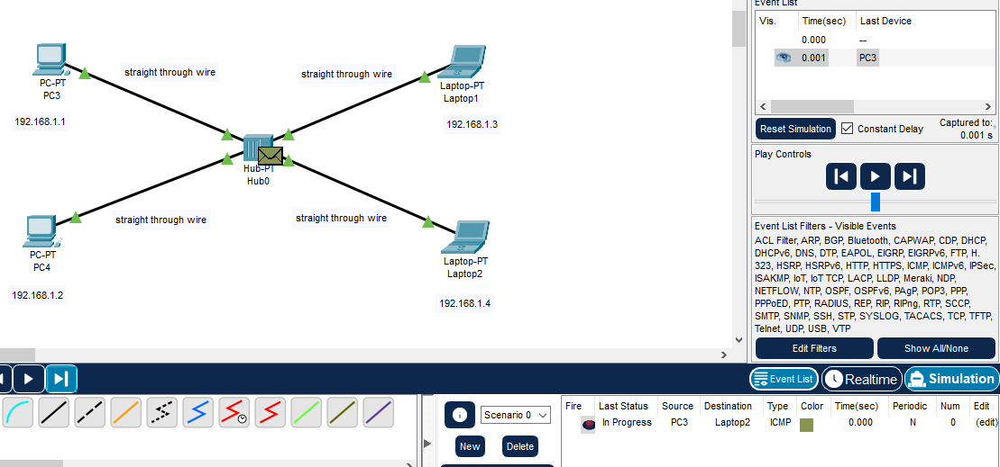 Event List
Vis. Time(sec) Last Device
0.000 --
0.001 PC3
Reset Simulation Constant Delay Captured to:
0.001 s
Play Controls
Event List Filters - Visible Events
ACL Filter, ARP, BGP, Bluetooth, CAPWAP, CDP, DHCP,
DHCPv6, DNS, DTP, EAPOL, EIGRP, EIGRPv6, FTP, H.
323, HSRP, HSRPv6, HTTP, HTTPS, ICMP, ICMPv6, IPSec,
ISAKMP, IoT, IoT TCP, LACP, LLDP, Meraki, NDP,
NETFLOW, NTP, OSPF, OSPFv6, PAgP, POP3, PPP,
PPPoED, PTP, RADIUS, REP, RIP, RIPng, RTP, SCCP,
SMTP, SNMP, SSH, STP, SYSLOG, TACACS, TCP, TFTP,
Telnet, UDP, USB, VTP
Edit Filters Show All/None
straight through wire
straight through wire
PC-PT
PC3
192.168.1.1
Laptop-PT
Laptop1
192.168.1.3
Hub-PT
Hub0
straight through wire
straight through wire
PC-PT
PC4
192.168.1.2
Laptop-PT
Laptop2
192.168.1.4
Event List Realtime Simulation
Scenario 0
New Delete
Fire Last Status Source Destination Type Color Time(sec) Periodic Num Edit
In Progress PC3 Laptop2 ICMP 0.000 N 0 (edit)